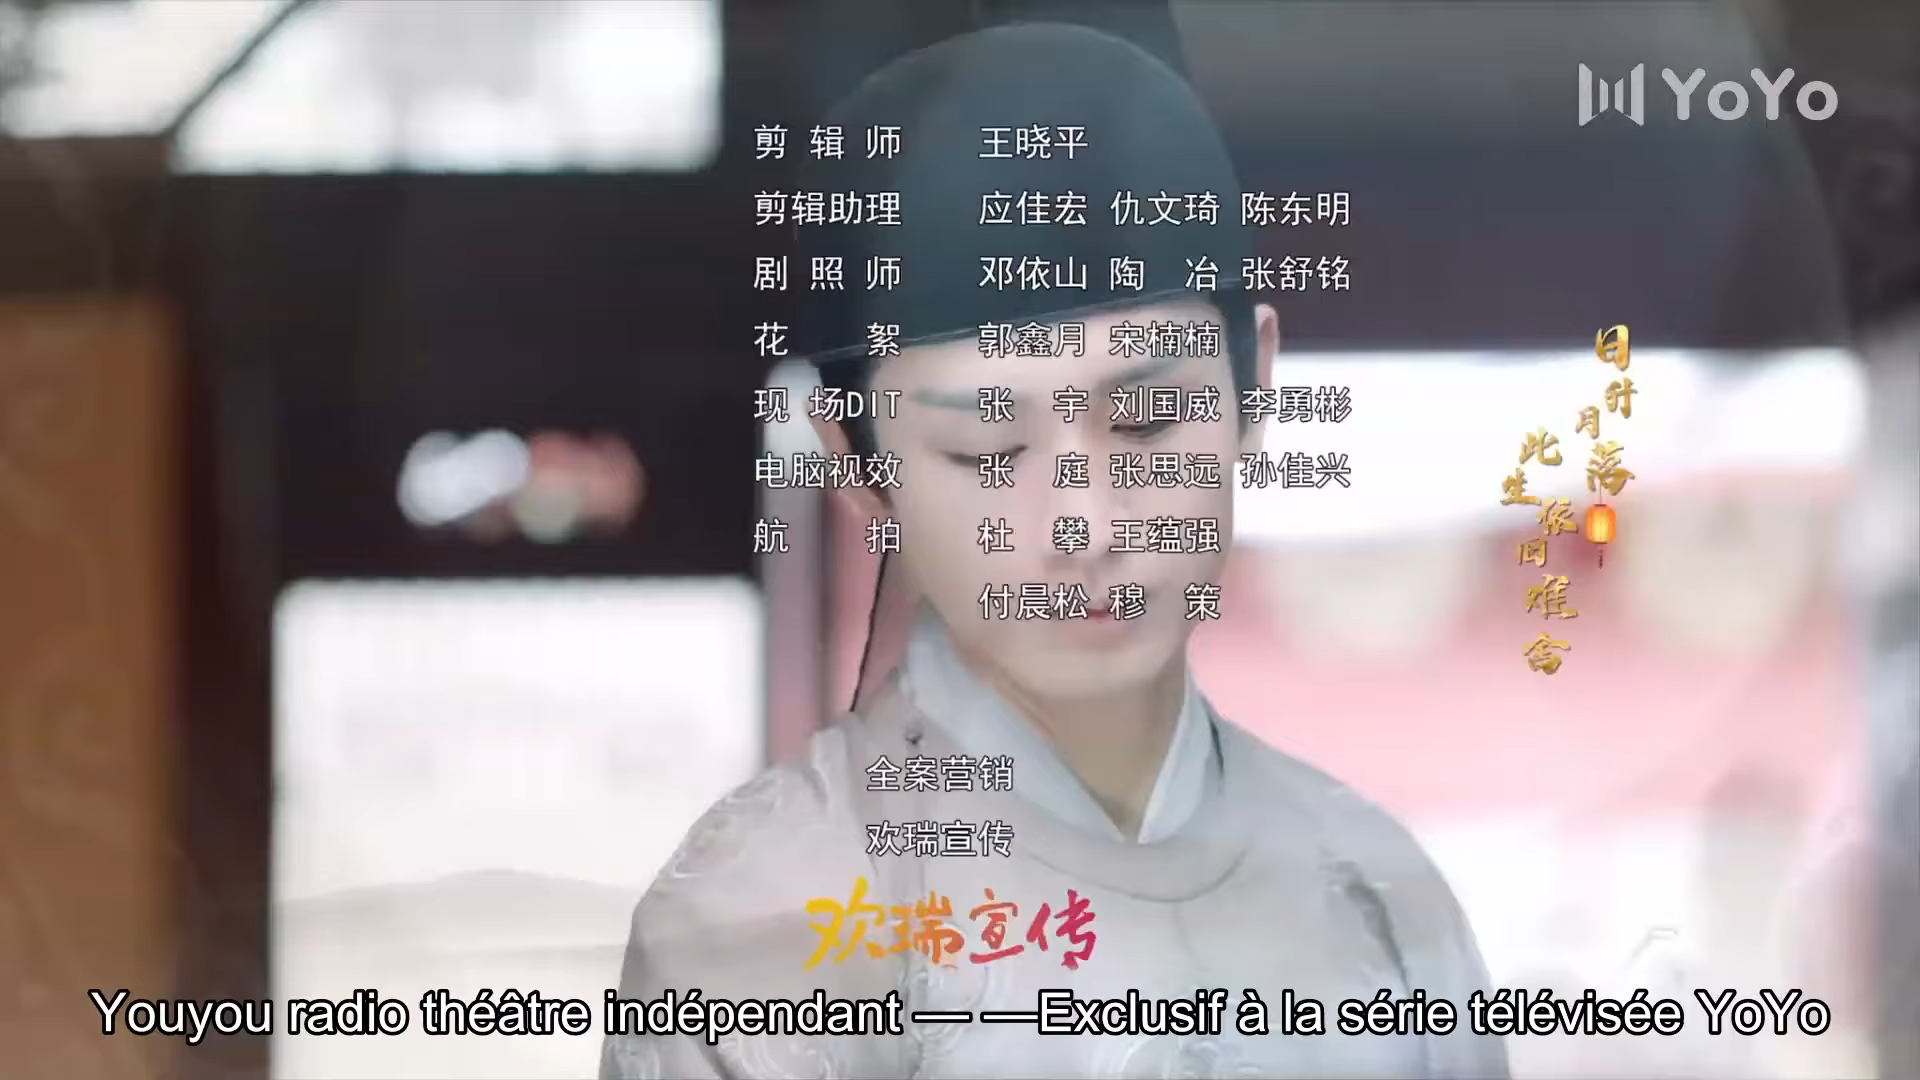 YoYo
剪辑师 王晓平
剪辑助理 应佳宏 仇文琦 陈东明
剧照师 邓依山 陶冶 张舒铭
花絮 郭鑫月 宋楠楠
现场DIT 张宇 刘国威 李勇彬
电脑视效 张庭 张思远 孙佳兴
航拍 杜攀 王蕴强
付晨松 穆策
日升月落
此生依旧难舍
全案营销
欢瑞宣传
欢瑞宣传
Youyou radio théâtre indépendant — —Exclusif à la série télévisée YoYo